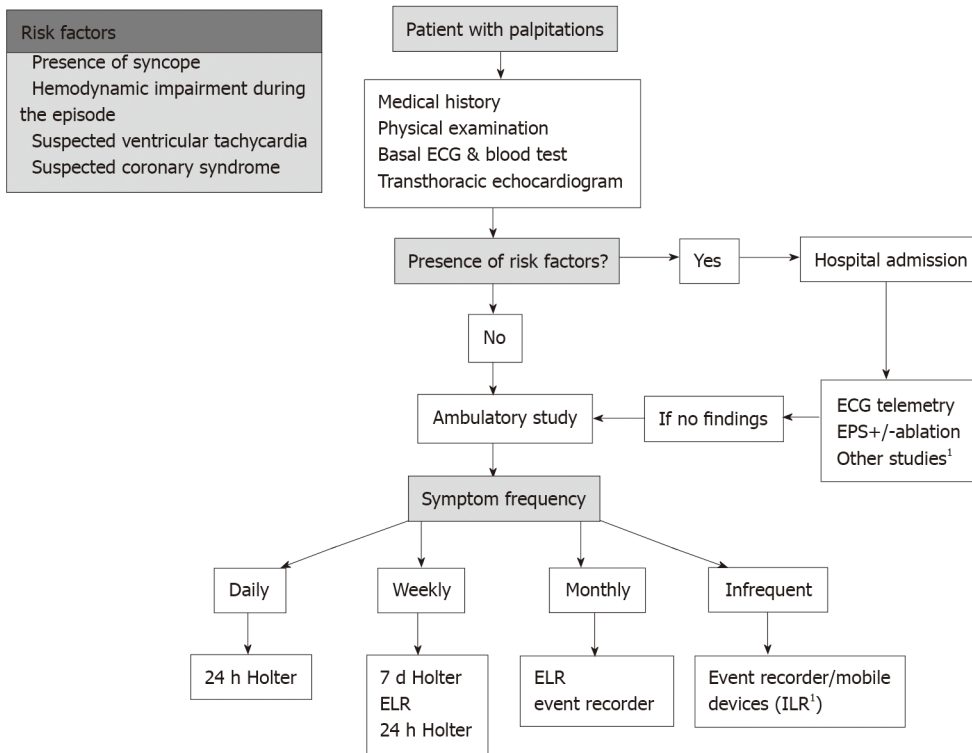 Risk factors
Presence of syncope
Hemodynamic impairment during
the episode
Suspected ventricular tachycardia
Suspected coronary syndrome
Patient with palpitations
Medical history
Physical examination
Basal ECG & blood test
Transthoracic echocardiogram
Presence of risk factors?
Yes
Hospital admission
No
ECG telemetry
EPS+/-ablation
Other studies¹
If no findings
Ambulatory study
Symptom frequency
Daily
Weekly
Monthly
Infrequent
24 h Holter
7 d Holter
ELR
24 h Holter
ELR
event recorder
Event recorder/mobile
devices (ILR¹)